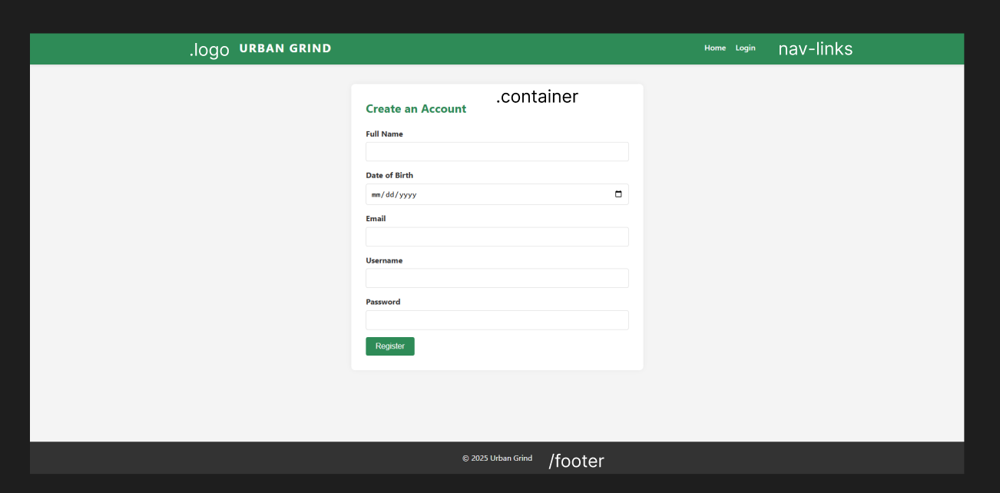 .logo URBAN GRIND Home Login nav-links
.container
Create an Account
Full Name
Date of Birth
mm/dd/yyyy
Email
Username
Password
Register
© 2025 Urban Grind /footer